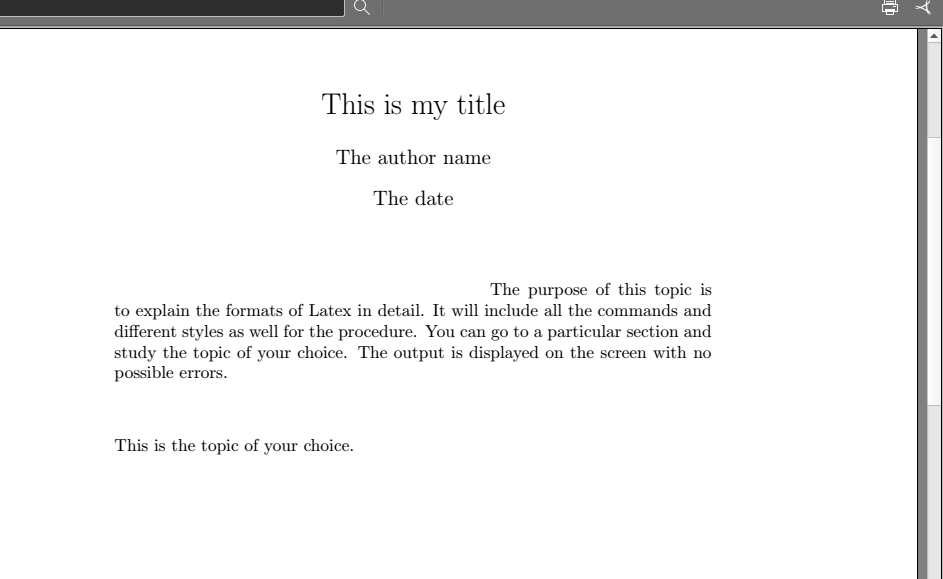 This is my title
The author name
The date
The purpose of this topic is
to explain the formats of Latex in detail. It will include all the commands and
different styles as well for the procedure. You can go to a particular section and
study the topic of your choice. The output is displayed on the screen with no
possible errors.
This is the topic of your choice.